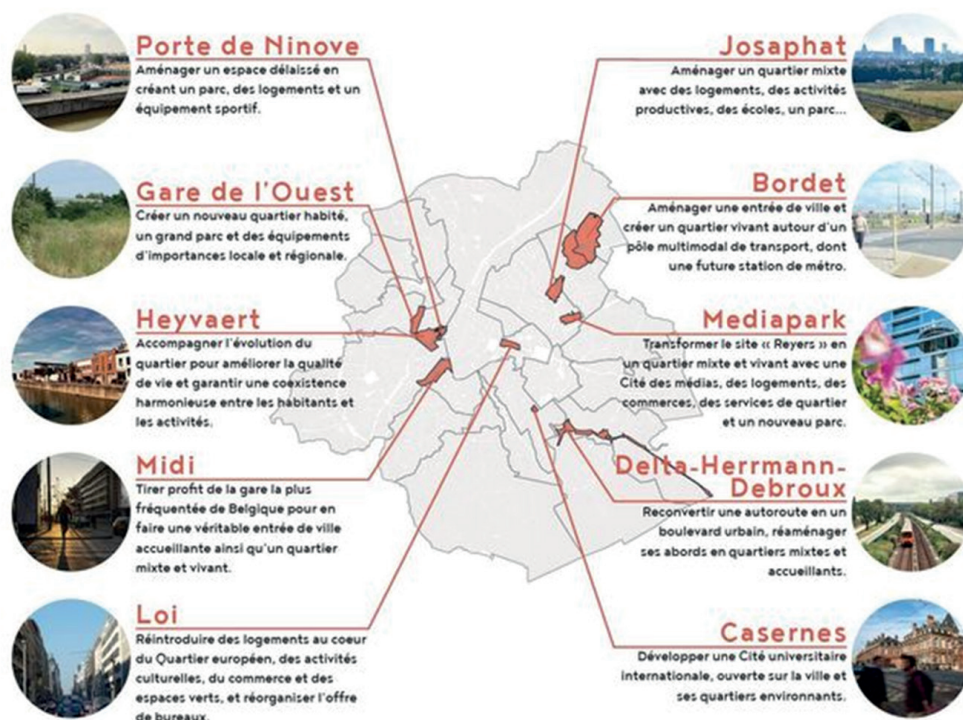 Porte de Ninove
Aménager un espace délaissé en
créant un parc, des logements et un
équipement sportif.
Gare de l'Ouest
Créer un nouveau quartier habité,
un grand parc et des équipements
d'importances locale et régionale.
Heyvaert
Accompagner l'évolution du
quartier pour améliorer la qualité
de vie et garantir une coexistence
harmonieuse entre les habitants et
les activités.
Midi
Tirer profit de la gare la plus
fréquentée de Belgique pour en
faire une véritable entrée de ville
accueillante ainsi qu'un quartier
mixte et vivant.
Loi
Réintroduire des logements au coeur
du Quartier européen, des activités
culturelles, du commerce et des
espaces verts, et réorganiser l'offre
de bureaux.
Josaphat
Aménager un quartier mixte
avec des logements, des activités
productives, des écoles, un parc...
Bordet
Aménager une entrée de ville et
créer un quartier vivant autour d'un
pôle multimodal de transport, dont
une future station de métro.
Mediapark
Transformer le site « Reyers » en
un quartier mixte et vivant avec une
Cité des médias, des logements, des
commerces, des services de quartier
et un nouveau parc.
Delta-Herrmann-
Debroux
Reconvertir une autoroute en un
boulevard urbain, réaménager
ses abords en quartiers mixtes et
accueillants.
Casernes
Développer une Cité universitaire
internationale, ouverte sur la ville et
ses quartiers environnants.